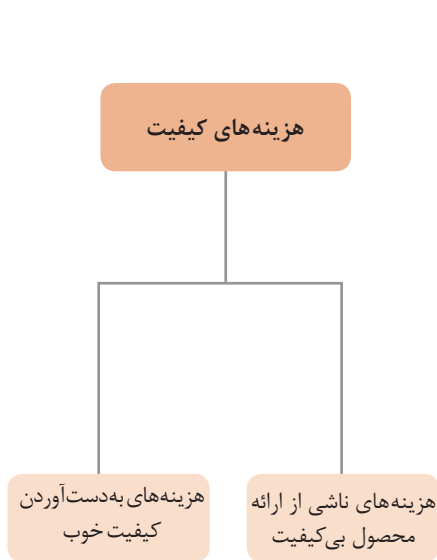 هزینه‌های کیفیت
هزینه‌های ناشی از ارائه
محصول بی‌کیفیت
هزینه‌های به‌دست‌آوردن
کیفیت خوب